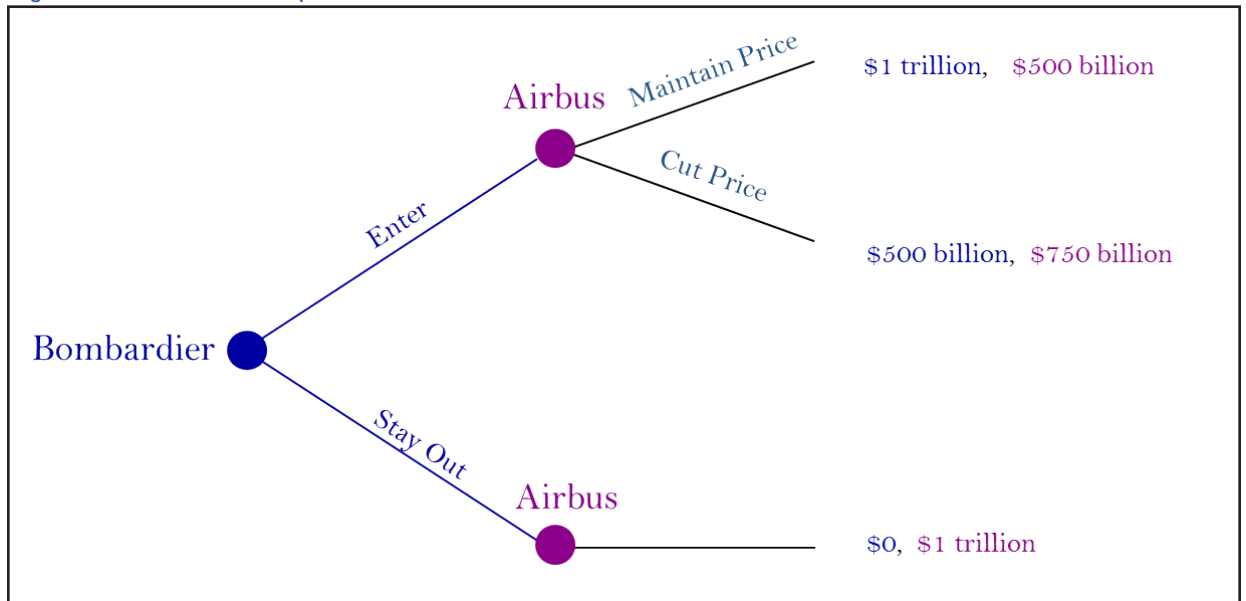 Airbus
Maintain Price
$1 trillion, $500 billion
Cut Price
$500 billion, $750 billion
Enter
Bombardier
Stay Out
Airbus
$0, $1 trillion